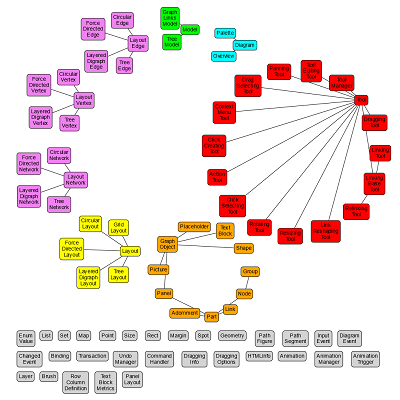 Force
Directed
Edge
Circular
Edge
Layout
Edge
Layered
Digraph
Edge
Tree
Edge
Graph
Links
Model
Model
Tree
Model
Palette
Diagram
Overview
Force
Directed
Vertex
Circular
Vertex
Layout
Vertex
Layered
Digraph
Vertex
Tree
Vertex
Panning
Tool
Text
Editing
Tool
Tool
Manager
Drag
Selecting
Tool
Tool
Context
Menu
Tool
Dragging
Tool
Click
Creating
Tool
Linking
Tool
Action
Tool
Linking
Base
Tool
Click
Selecting
Tool
Relinking
Tool
Rotating
Tool
Resizing
Tool
Link
Reshaping
Tool
Force
Directed
Network
Circular
Network
Layout
Network
Layered
Digraph
Network
Tree
Network
Circular
Layout
Grid
Layout
Force
Directed
Layout
Layout
Layered
Digraph
Layout
Tree
Layout
Placeholder
Text
Block
Graph
Object
Shape
Picture
Group
Panel
Node
Adornment
Part
Link
Enum
Value
List
Set
Map
Point
Size
Rect
Margin
Spot
Geometry
Path
Figure
Path
Segment
Input
Event
Diagram
Event
Changed
Event
Binding
Transaction
Undo
Manager
Command
Handler
Dragging
Info
Dragging
Options
HTMLInfo
Animation
Animation
Manager
Animation
Trigger
Layer
Brush
Row
Column
Definition
Text
Block
Metrics
Panel
Layout